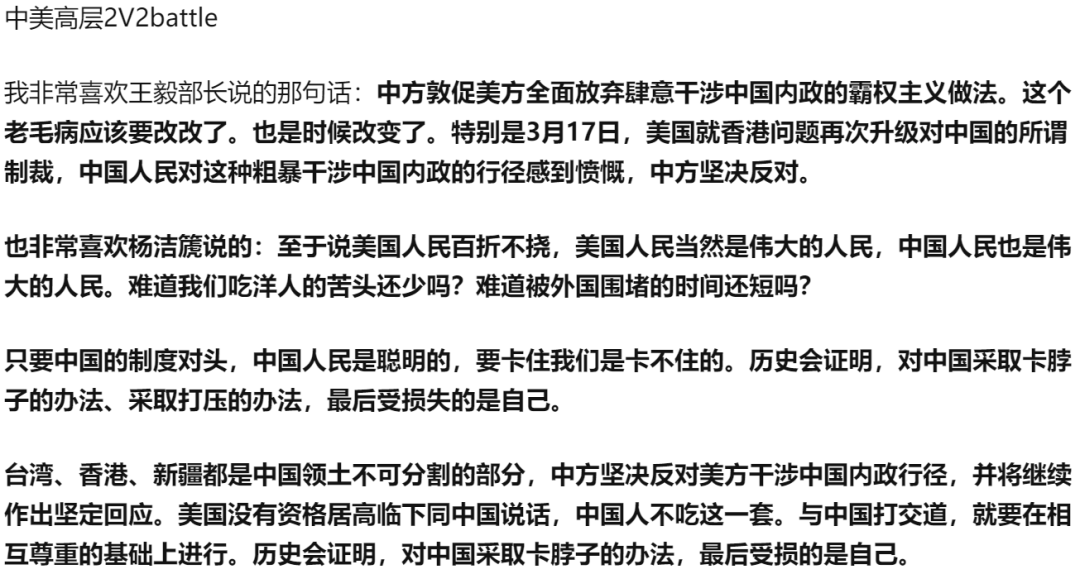 中美高层2V2battle
我非常喜欢王毅部长说的那句话：中方敦促美方全面放弃肆意干涉中国内政的霸权主义做法。这个
老毛病应该要改改了。也是时候改变了。特别是3月17日，美国就香港问题再次升级对中国的所谓
制裁，中国人民对这种粗暴干涉中国内政的行径感到愤慨，中方坚决反对。
也非常喜欢杨洁篪说的：至于说美国人民百折不挠，美国人民当然是伟大的人民，中国人民也是伟
大的人民。难道我们吃洋人的苦头还少吗？难道被外国围堵的时间还短吗？
只要中国的制度对头，中国人民是聪明的，要卡住我们是卡不住的。历史会证明，对中国采取卡脖
子的办法、采取打压的办法，最后受损失的是自己。
台湾、香港、新疆都是中国领土不可分割的部分，中方坚决反对美方干涉中国内政行径，并将继续
作出坚定回应。美国没有资格居高临下同中国说话，中国人不吃这一套。与中国打交道，就要在相
互尊重的基础上进行。历史会证明，对中国采取卡脖子的办法，最后受损的是自己。